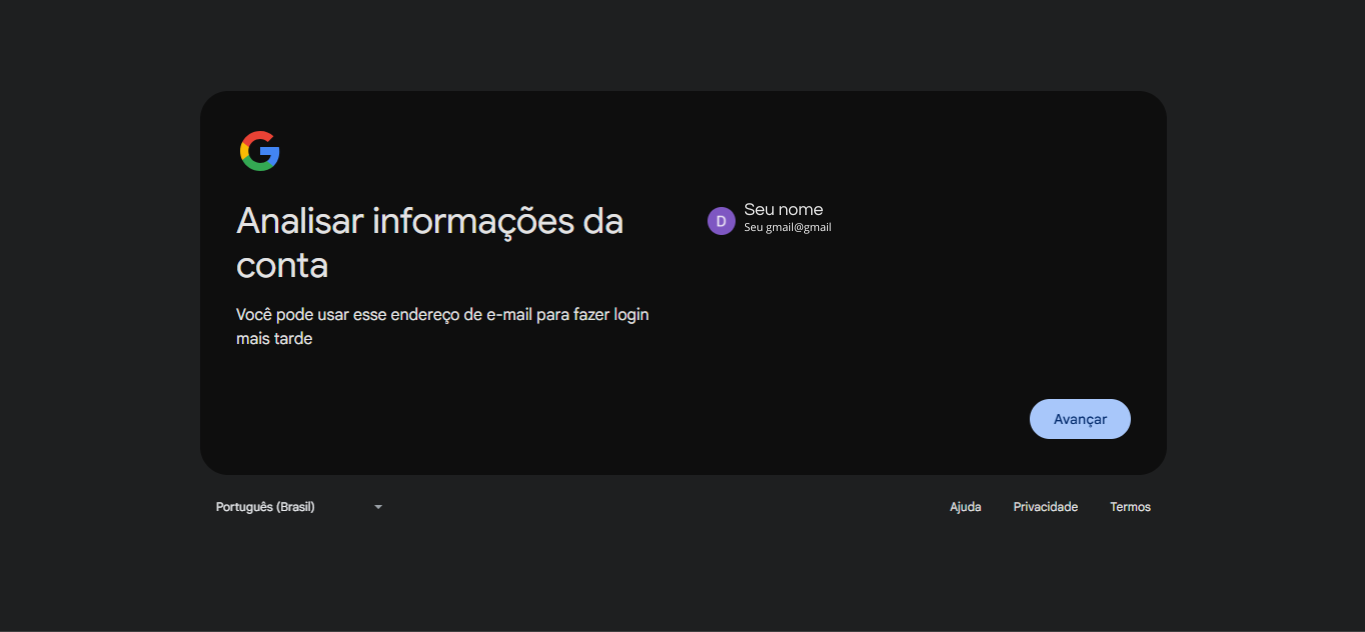 Analisar informações da
conta
Você pode usar esse endereço de e-mail para fazer login
mais tarde
D
Seu nome
Seu gmail@gmail
Avançar
Português (Brasil)
Ajuda
Privacidade
Termos